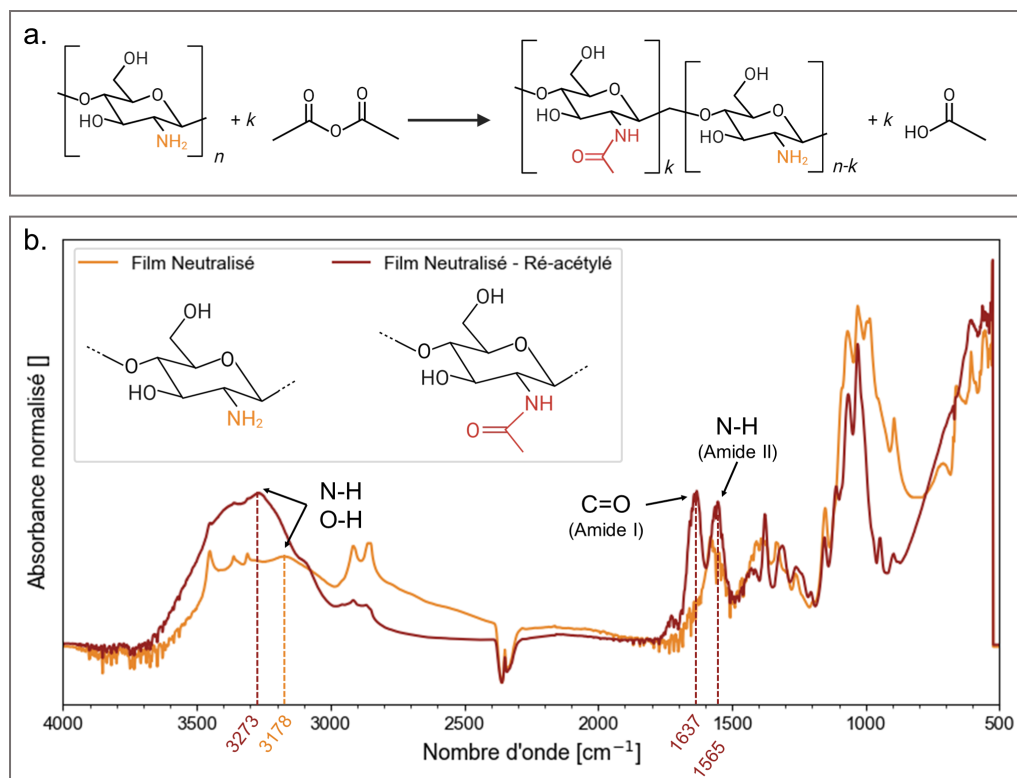 a.
OH
O
O
HO
NH₂
n
+ k
O
O
O
OH
O
O
HO
NH
O
k
OH
O
O
HO
NH₂
n-k
+ k
O
HO
b.
Film Neutralisé
Film Neutralisé - Ré-acétylé
OH
O
O
HO
NH₂
OH
O
O
HO
NH
O
N-H
O-H
C=O
(Amide I)
N-H
(Amide II)
Absorbance normalisé []
4000
3500
3000
2500
2000
1500
1000
500
3273
3178
1637
1565
Nombre d'onde [cm⁻¹]